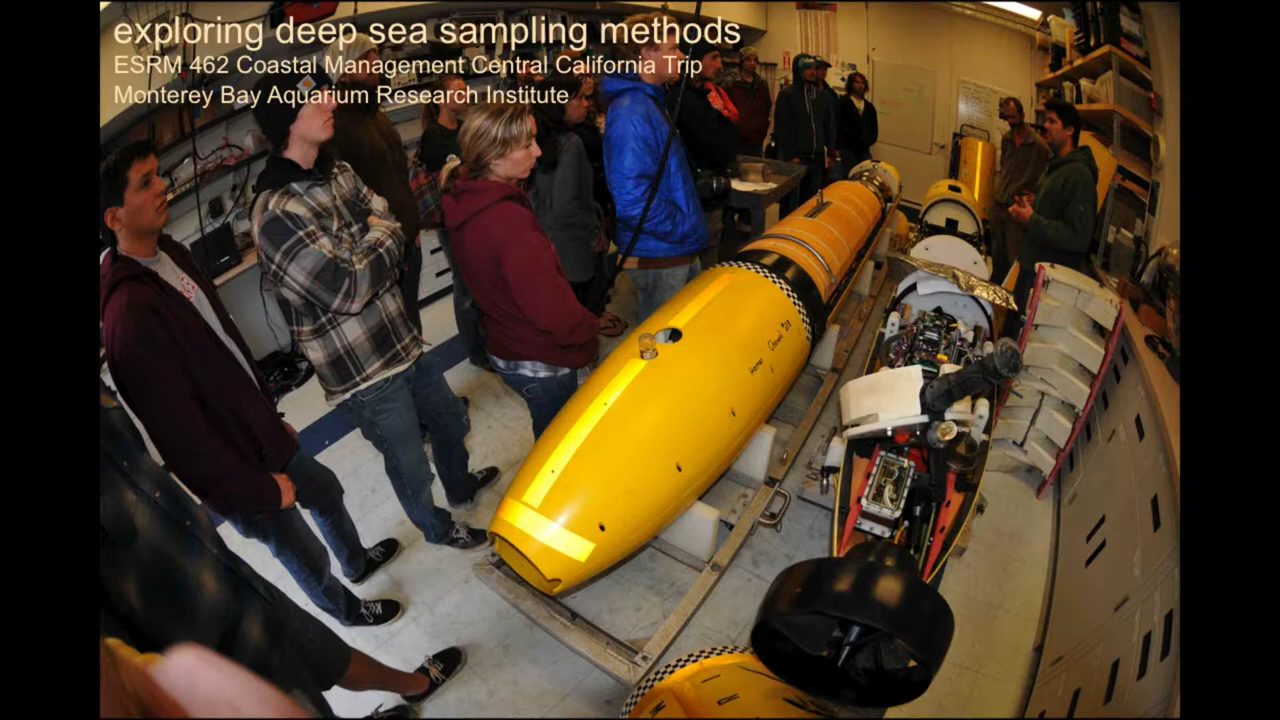 exploring deep sea sampling methods
ESRM 462 Coastal Management Central California Trip
Monterey Bay Aquarium Research Institute